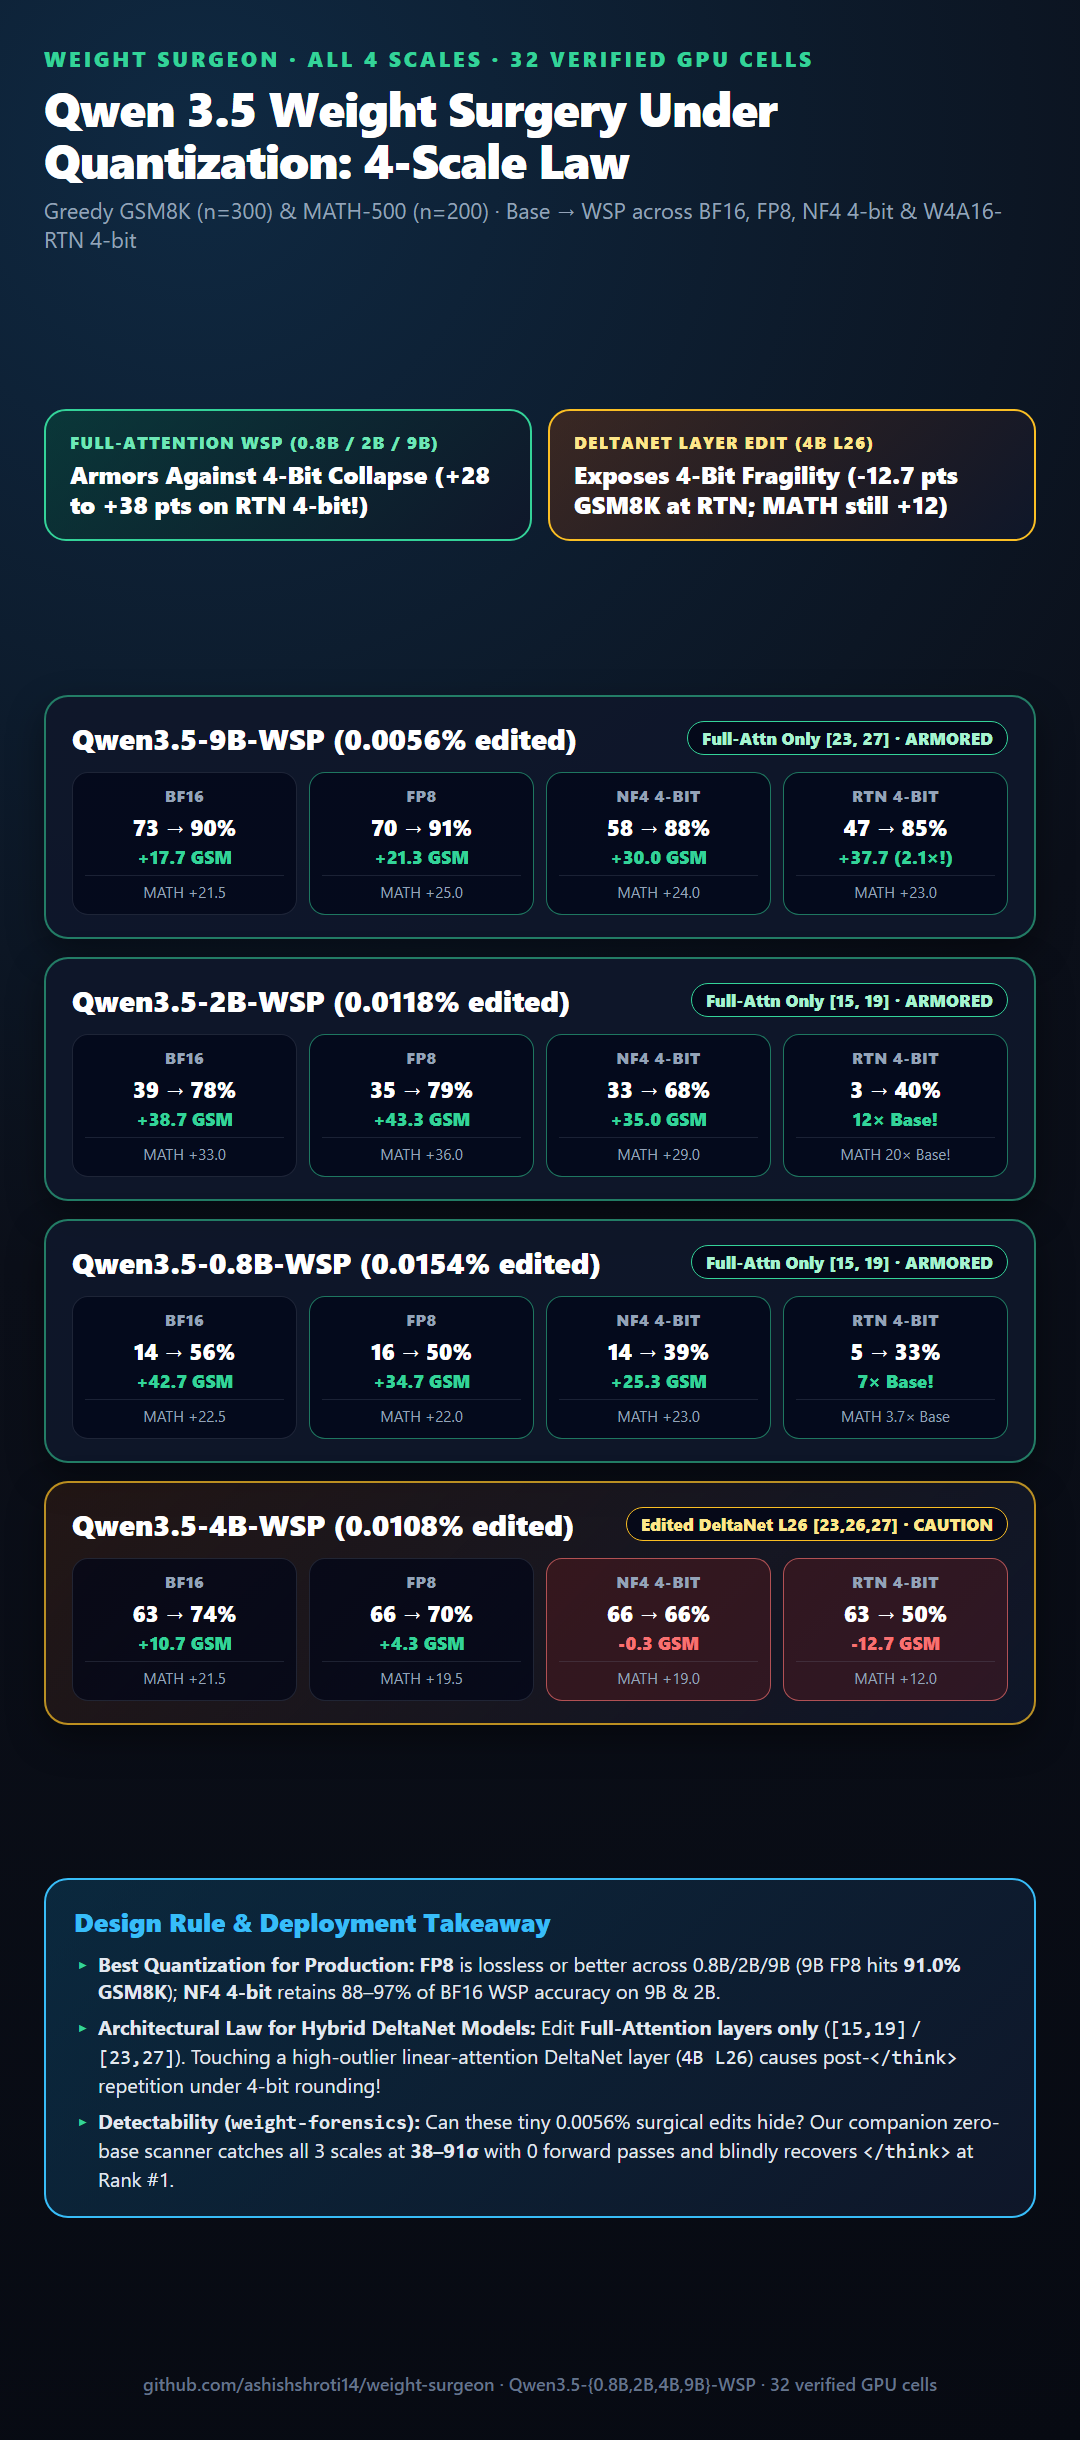 WEIGHT SURGEON · ALL 4 SCALES · 32 VERIFIED GPU CELLS
Qwen 3.5 Weight Surgery Under
Quantization: 4-Scale Law
Greedy GSM8K (n=300) & MATH-500 (n=200) · Base → WSP across BF16, FP8, NF4 4-bit & W4A16-
RTN 4-bit
FULL-ATTENTION WSP (0.8B / 2B / 9B)
Armors Against 4-Bit Collapse (+28
to +38 pts on RTN 4-bit!)
DELTANET LAYER EDIT (4B L26)
Exposes 4-Bit Fragility (-12.7 pts
GSM8K at RTN; MATH still +12)
Qwen3.5-9B-WSP (0.0056% edited)
Full-Attn Only [23, 27] · ARMORED
BF16
73 → 90%
+17.7 GSM
MATH +21.5
FP8
70 → 91%
+21.3 GSM
MATH +25.0
NF4 4-BIT
58 → 88%
+30.0 GSM
MATH +24.0
RTN 4-BIT
47 → 85%
+37.7 (2.1×!)
MATH +23.0
Qwen3.5-2B-WSP (0.0118% edited)
Full-Attn Only [15, 19] · ARMORED
BF16
39 → 78%
+38.7 GSM
MATH +33.0
FP8
35 → 79%
+43.3 GSM
MATH +36.0
NF4 4-BIT
33 → 68%
+35.0 GSM
MATH +29.0
RTN 4-BIT
3 → 40%
12× Base!
MATH 20× Base!
Qwen3.5-0.8B-WSP (0.0154% edited)
Full-Attn Only [15, 19] · ARMORED
BF16
14 → 56%
+42.7 GSM
MATH +22.5
FP8
16 → 50%
+34.7 GSM
MATH +22.0
NF4 4-BIT
14 → 39%
+25.3 GSM
MATH +23.0
RTN 4-BIT
5 → 33%
7× Base!
MATH 3.7× Base
Qwen3.5-4B-WSP (0.0108% edited)
Edited DeltaNet L26 [23,26,27] · CAUTION
BF16
63 → 74%
+10.7 GSM
MATH +21.5
FP8
66 → 70%
+4.3 GSM
MATH +19.5
NF4 4-BIT
66 → 66%
-0.3 GSM
MATH +19.0
RTN 4-BIT
63 → 50%
-12.7 GSM
MATH +12.0
Design Rule & Deployment Takeaway
▸ Best Quantization for Production: FP8 is lossless or better across 0.8B/2B/9B (9B FP8 hits 91.0%
GSM8K); NF4 4-bit retains 88–97% of BF16 WSP accuracy on 9B & 2B.
▸ Architectural Law for Hybrid DeltaNet Models: Edit Full-Attention layers only ([15,19] /
[23,27]). Touching a high-outlier linear-attention DeltaNet layer (4B L26) causes post-</think>
repetition under 4-bit rounding!
▸ Detectability (weight-forensics): Can these tiny 0.0056% surgical edits hide? Our companion zero-
base scanner catches all 3 scales at 38–91σ with 0 forward passes and blindly recovers </think> at
Rank #1.
github.com/ashishshroti14/weight-surgeon · Qwen3.5-{0.8B,2B,4B,9B}-WSP · 32 verified GPU cells